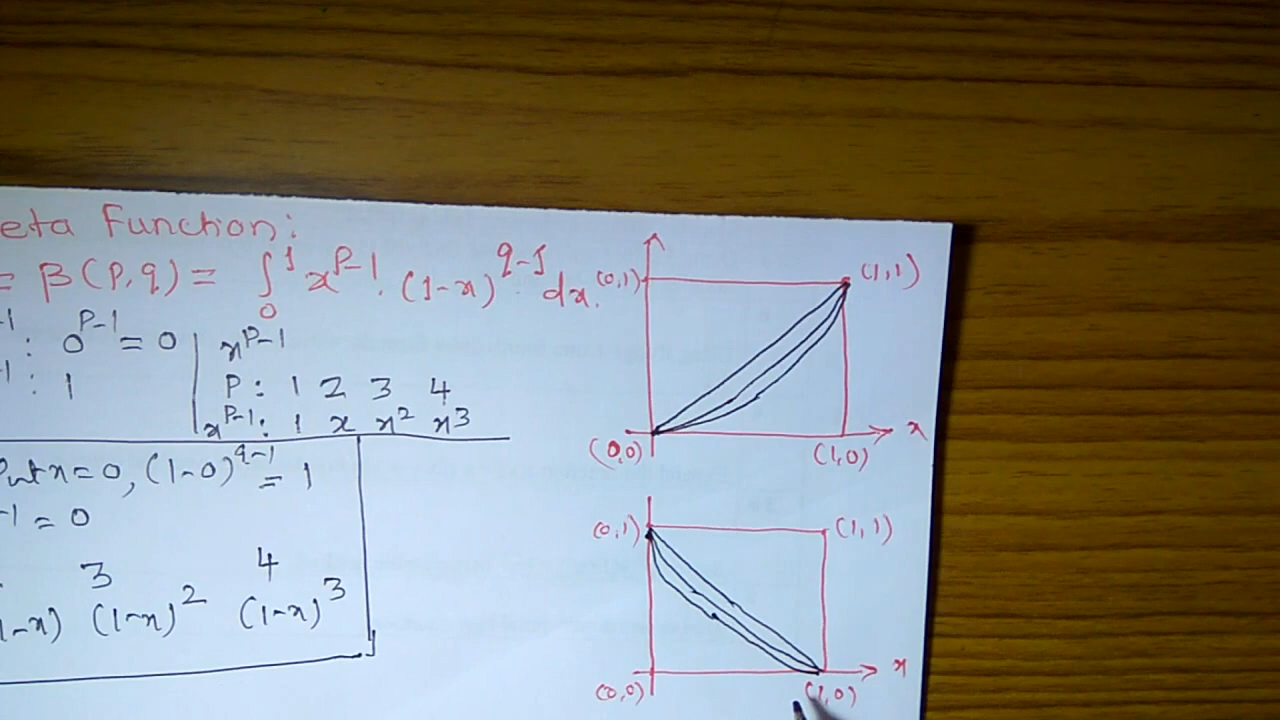 eta Function:
= β(P,q) = ∫₀¹ x^{P-1} . (1-x)^{q-1} dx.
-1 : 0^{P-1} = 0
-1 : 1
x^{P-1}
P : 1 2 3 4
x^{P-1}: 1 x x² x³
Put x=0, (1-0)^{q-1} = 1
-1 = 0
3 4
1-x) (1-x)² (1-x)³
(0,1) (1,1)
(0,0) (1,0) x
(0,1) (1,1)
(0,0) (1,0) x